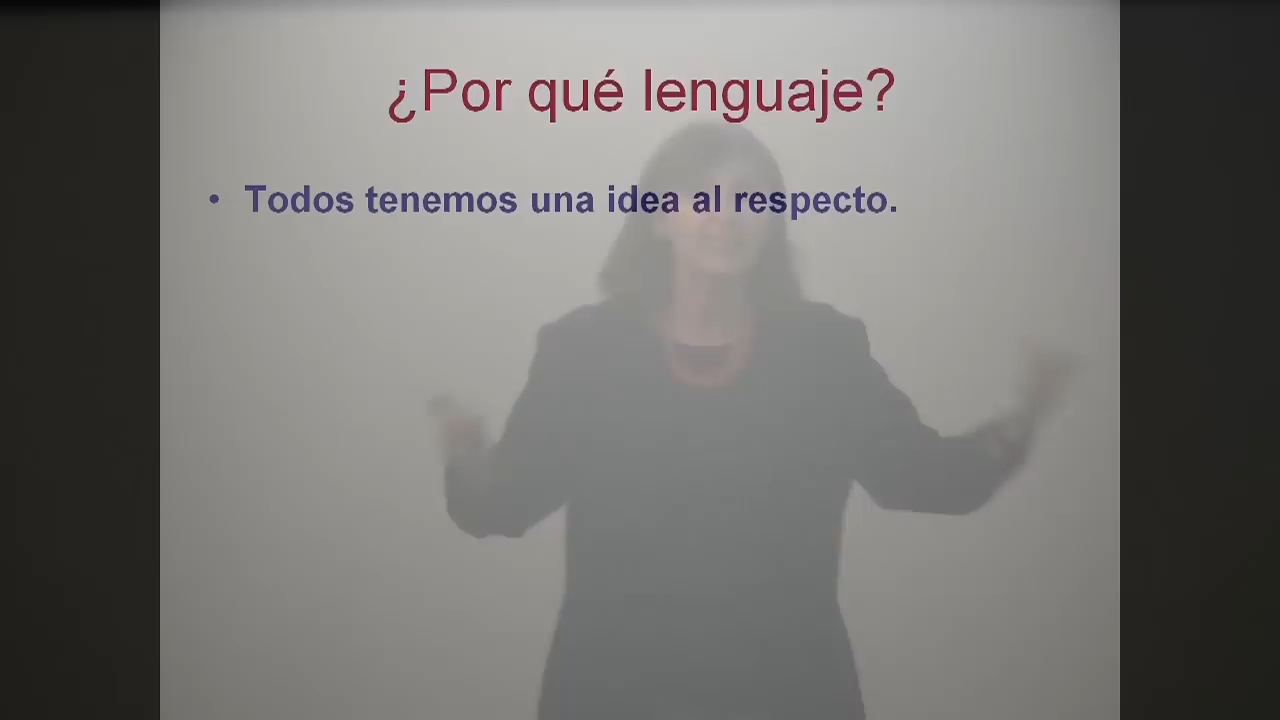 ¿Por qué lenguaje?
• Todos tenemos una idea al respecto.